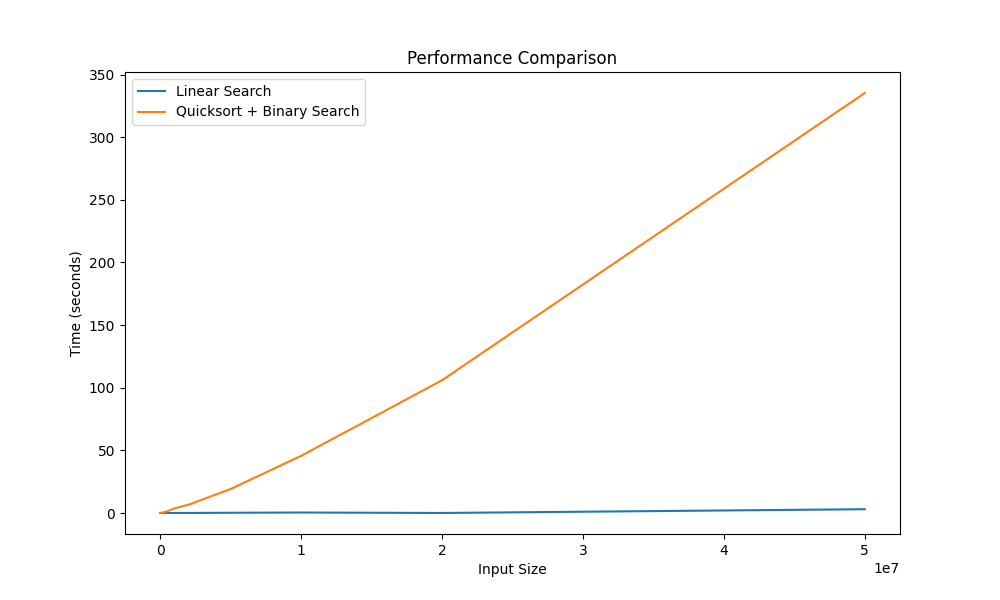 Performance Comparison
Linear Search
Quicksort + Binary Search
350
300
250
200
150
100
50
0
Time (seconds)
0 1 2 3 4 5
1e7
Input Size